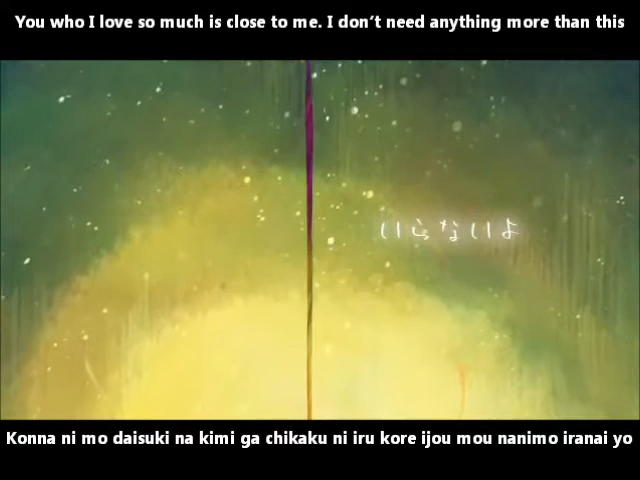 You who I love so much is close to me. I don't need anything more than this
いらないよ
Konna ni mo daisuki na kimi ga chikaku ni iru kore ijou mou nanimo iranai yo